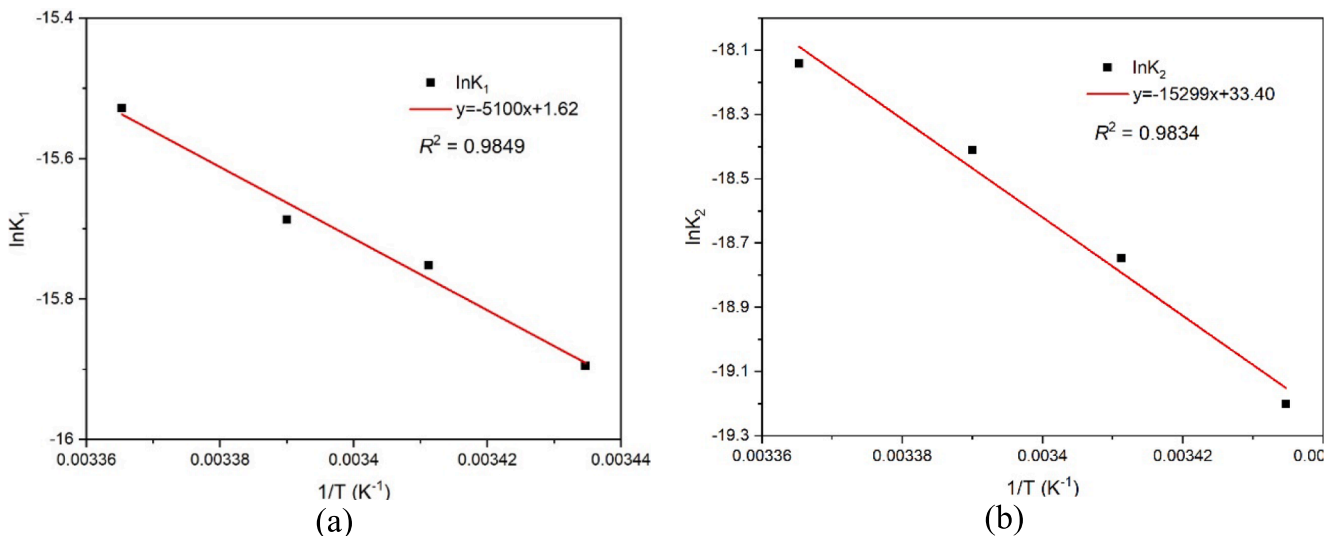 -15.4
-15.6
-15.8
-16
lnK₁
lnK₁
y=-5100x+1.62
R² = 0.9849
0.00336
0.00338
0.0034
0.00342
0.00344
1/T (K⁻¹)
(a)
-18.1
-18.3
-18.5
-18.7
-18.9
-19.1
-19.3
lnK₂
lnK₂
y=-15299x+33.40
R² = 0.9834
0.00336
0.00338
0.0034
0.00342
0.00
1/T (K⁻¹)
(b)